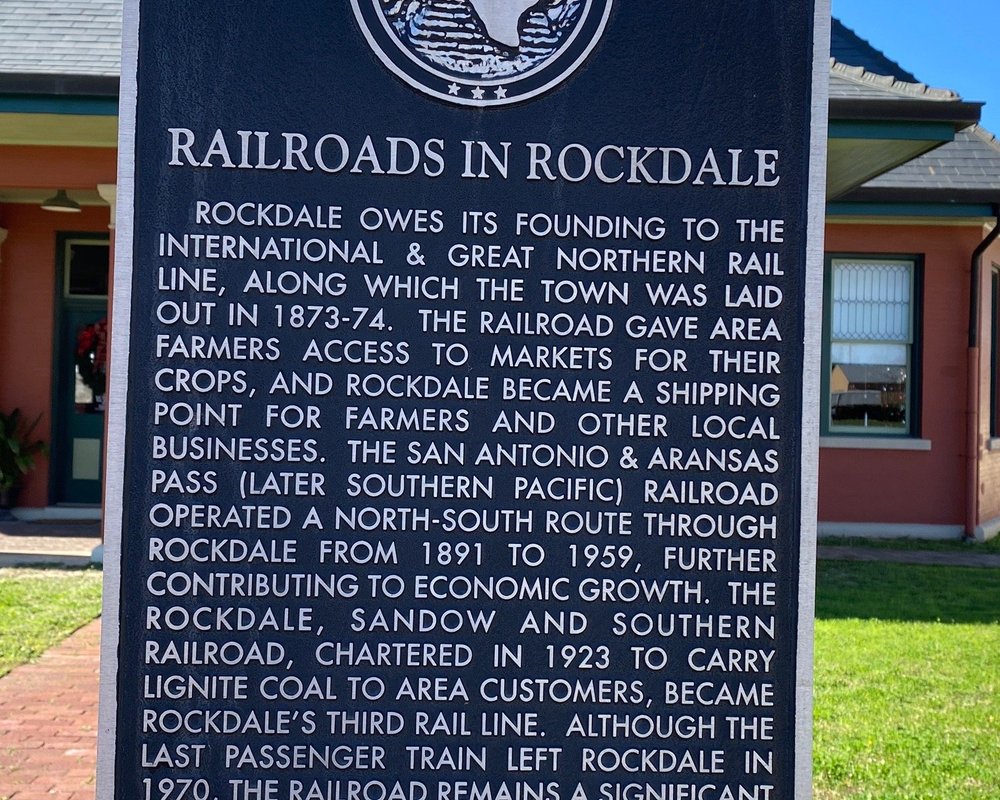 RAILROADS IN ROCKDALE
ROCKDALE OWES ITS FOUNDING TO THE
INTERNATIONAL & GREAT NORTHERN RAIL
LINE, ALONG WHICH THE TOWN WAS LAID
OUT IN 1873-74. THE RAILROAD GAVE AREA
FARMERS ACCESS TO MARKETS FOR THEIR
CROPS, AND ROCKDALE BECAME A SHIPPING
POINT FOR FARMERS AND OTHER LOCAL
BUSINESSES. THE SAN ANTONIO & ARANSAS
PASS (LATER SOUTHERN PACIFIC) RAILROAD
OPERATED A NORTH-SOUTH ROUTE THROUGH
ROCKDALE FROM 1891 TO 1959, FURTHER
CONTRIBUTING TO ECONOMIC GROWTH. THE
ROCKDALE, SANDOW AND SOUTHERN
RAILROAD, CHARTERED IN 1923 TO CARRY
LIGNITE COAL TO AREA CUSTOMERS, BECAME
ROCKDALE'S THIRD RAIL LINE. ALTHOUGH THE
LAST PASSENGER TRAIN LEFT ROCKDALE IN
1970, THE RAILROAD REMAINS A SIGNIFICANT